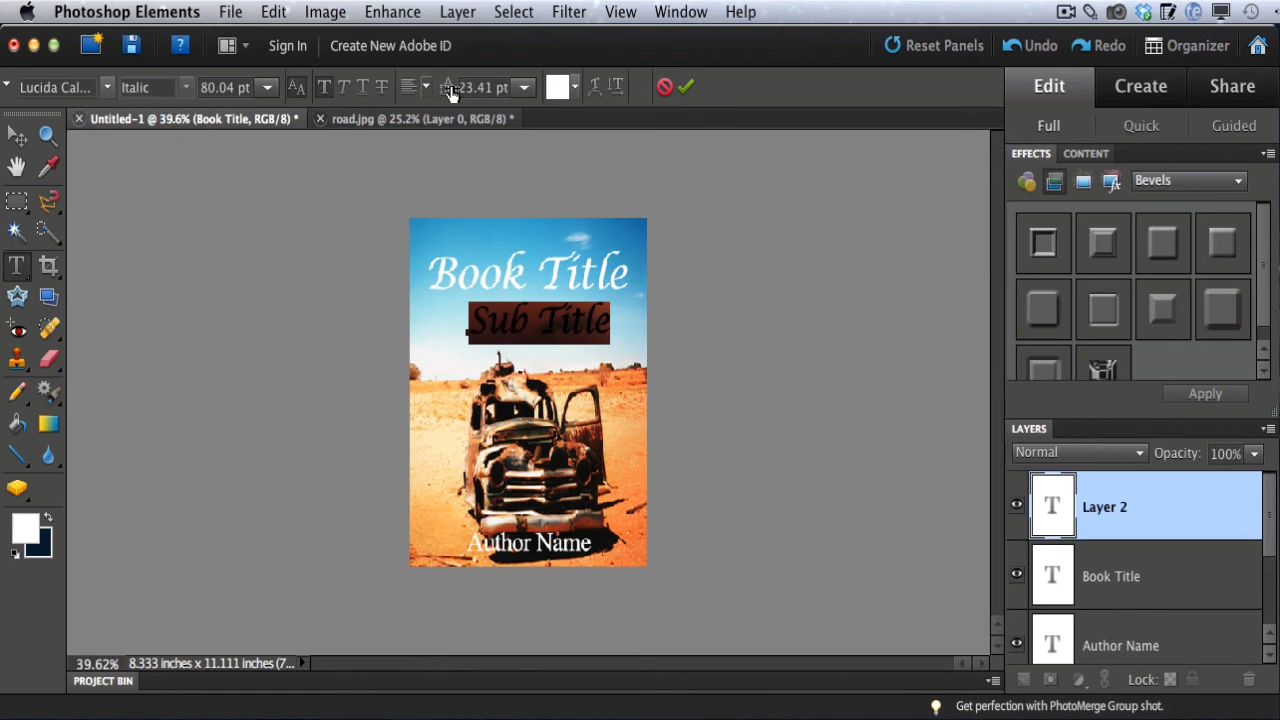 Photoshop Elements File Edit Image Enhance Layer Select Filter View Window Help
Sign In Create New Adobe ID Reset Panels Undo Redo Organizer
Lucida Cal... Italic 80.04 pt 23.41 pt Edit Create Share
Untitled-1 @ 39.6% (Book Title, RGB/8) * road.jpg @ 25.2% (Layer 0, RGB/8) * Full Quick Guided
EFFECTS CONTENT
Bevels
Book Title
Sub Title
Apply
LAYERS
Normal Opacity: 100%
Layer 2
Author Name
Book Title
Author Name
39.62% 8.333 inches x 11.111 inches (7... Lock:
PROJECT BIN
Get perfection with PhotoMerge Group shot.